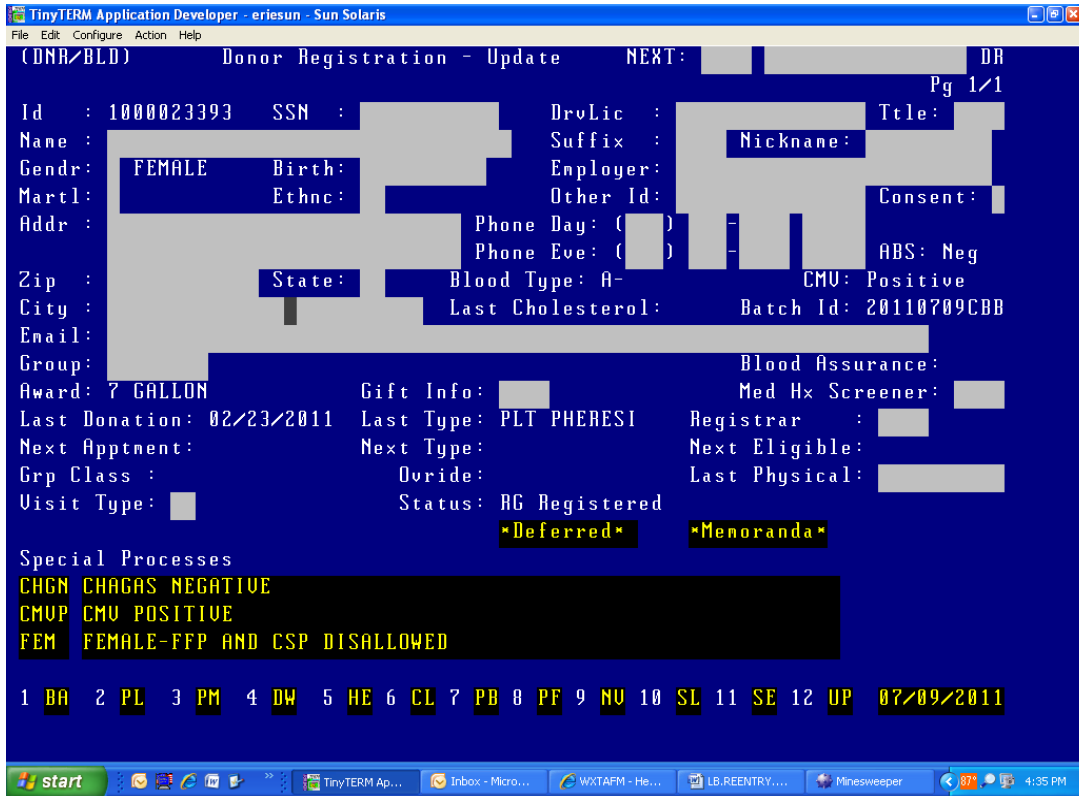 TinyTERM Application Developer - eriesun - Sun Solaris
File Edit Configure Action Help
(DNR/BLD) Donor Registration - Update NEXT: DR
Pg 1/1
Id : 1000023393 SSN : DrvLic : Ttle:
Name : Suffix : Nickname:
Gendr: FEMALE Birth: Employer:
Martl: Ethnc: Other Id: Consent:
Addr : Phone Day: ( ) -
Phone Eve: ( ) - ABS: Neg
Zip : State: Blood Type: A- CMV: Positive
City : Last Cholesterol: Batch Id: 20110709CBB
Email:
Group: Blood Assurance:
Award: 7 GALLON Gift Info: Med Hx Screener:
Last Donation: 02/23/2011 Last Type: PLT PHERESI Registrar :
Next Apptment: Next Type: Next Eligible:
Grp Class : Ovride: Last Physical:
Visit Type: Status: RG Registered
*Deferred* *Memoranda*
Special Processes
CHGN CHAGAS NEGATIVE
CMVP CMV POSITIVE
FEM FEMALE-FFP AND CSP DISALLOWED
1 BA 2 PL 3 PM 4 DW 5 HE 6 CL 7 PB 8 PF 9 NV 10 SL 11 SE 12 UP 07/09/2011
start TinyTERM Ap... Inbox - Micro... WXTAFM - He... LB.REENTRY.... Minesweeper 87° 4:35 PM